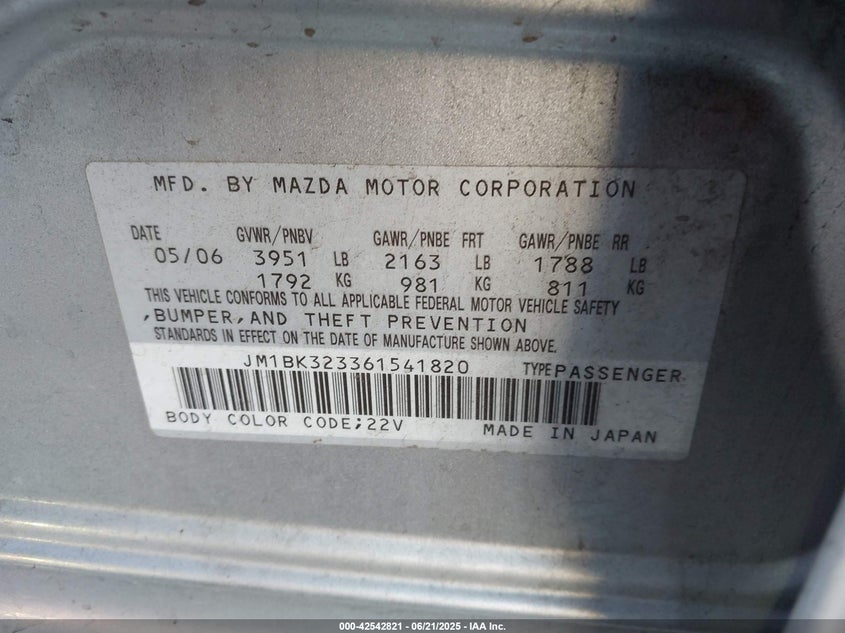 MFD. BY MAZDA MOTOR CORPORATION
DATE GVWR/PNBV GAWR/PNBE FRT GAWR/PNBE RR
05/06 3951 LB 2163 LB 1788 LB
1792 KG 981 KG 811 KG
THIS VEHICLE CONFORMS TO ALL APPLICABLE FEDERAL MOTOR VEHICLE SAFETY
,BUMPER,AND THEFT PREVENTION
STANDARDS IN EFFECT ON THE DATE OF MANUFACTURE SHOWN ABOVE.
JM1BK323361541820 TYPE PASSENGER
BODY COLOR CODE;22V MADE IN JAPAN
000-42542821 - 06/21/2025 - IAA Inc.